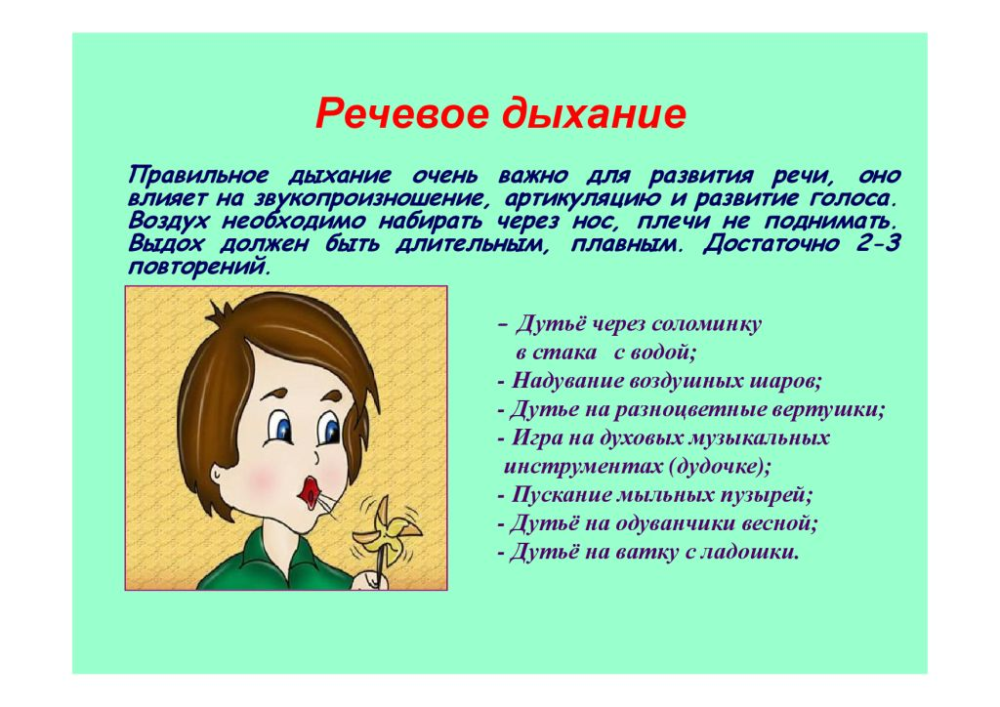 Речевое дыхание
Правильное дыхание очень важно для развития речи, оно
влияет на звукопроизношение, артикуляцию и развитие голоса.
Воздух необходимо набирать через нос, плечи не поднимать.
Выдох должен быть длительным, плавным. Достаточно 2-3
повторений.
- Дутьё через соломинку
в стака с водой;
- Надувание воздушных шаров;
- Дутье на разноцветные вертушки;
- Игра на духовых музыкальных
инструментах (дудочке);
- Пускание мыльных пузырей;
- Дутьё на одуванчики весной;
- Дутьё на ватку с ладошки.